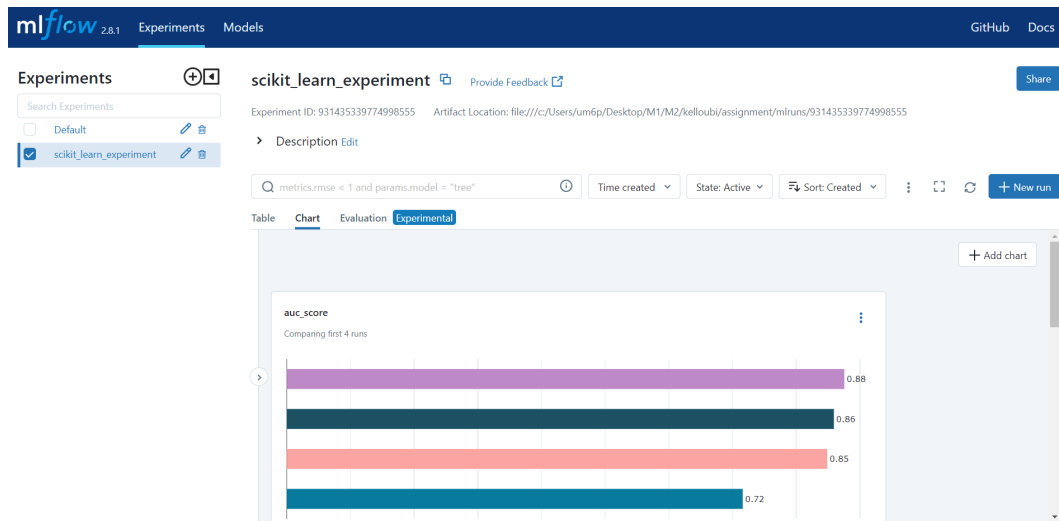 mlflow 2.8.1 Experiments Models GitHub Docs
Experiments
Search Experiments
Default
scikit_learn_experiment
scikit_learn_experiment Provide Feedback Share
Experiment ID: 931435339774998555 Artifact Location: file:///c:/Users/um6p/Desktop/M1/M2/kelloubi/assignment/mlruns/931435339774998555
Description Edit
metrics.rmse < 1 and params.model = "tree" Time created State: Active Sort: Created + New run
Table Chart Evaluation Experimental
+ Add chart
auc_score
Comparing first 4 runs
0.88
0.86
0.85
0.72